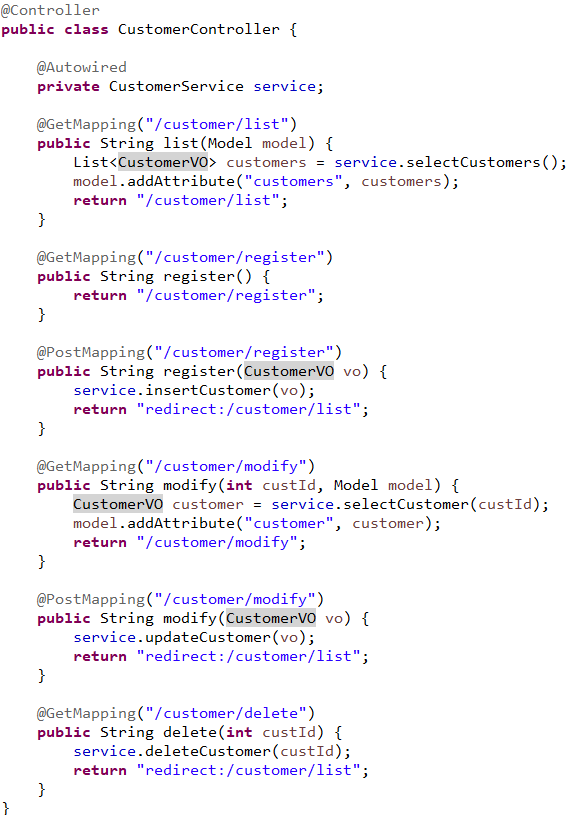 @Controller
public class CustomerController {
@Autowired
private CustomerService service;
@GetMapping("/customer/list")
public String list(Model model) {
List<CustomerVO> customers = service.selectCustomers();
model.addAttribute("customers", customers);
return "/customer/list";
}
@GetMapping("/customer/register")
public String register() {
return "/customer/register";
}
@PostMapping("/customer/register")
public String register(CustomerVO vo) {
service.insertCustomer(vo);
return "redirect:/customer/list";
}
@GetMapping("/customer/modify")
public String modify(int custId, Model model) {
CustomerVO customer = service.selectCustomer(custId);
model.addAttribute("customer", customer);
return "/customer/modify";
}
@PostMapping("/customer/modify")
public String modify(CustomerVO vo) {
service.updateCustomer(vo);
return "redirect:/customer/list";
}
@GetMapping("/customer/delete")
public String delete(int custId) {
service.deleteCustomer(custId);
return "redirect:/customer/list";
}
}